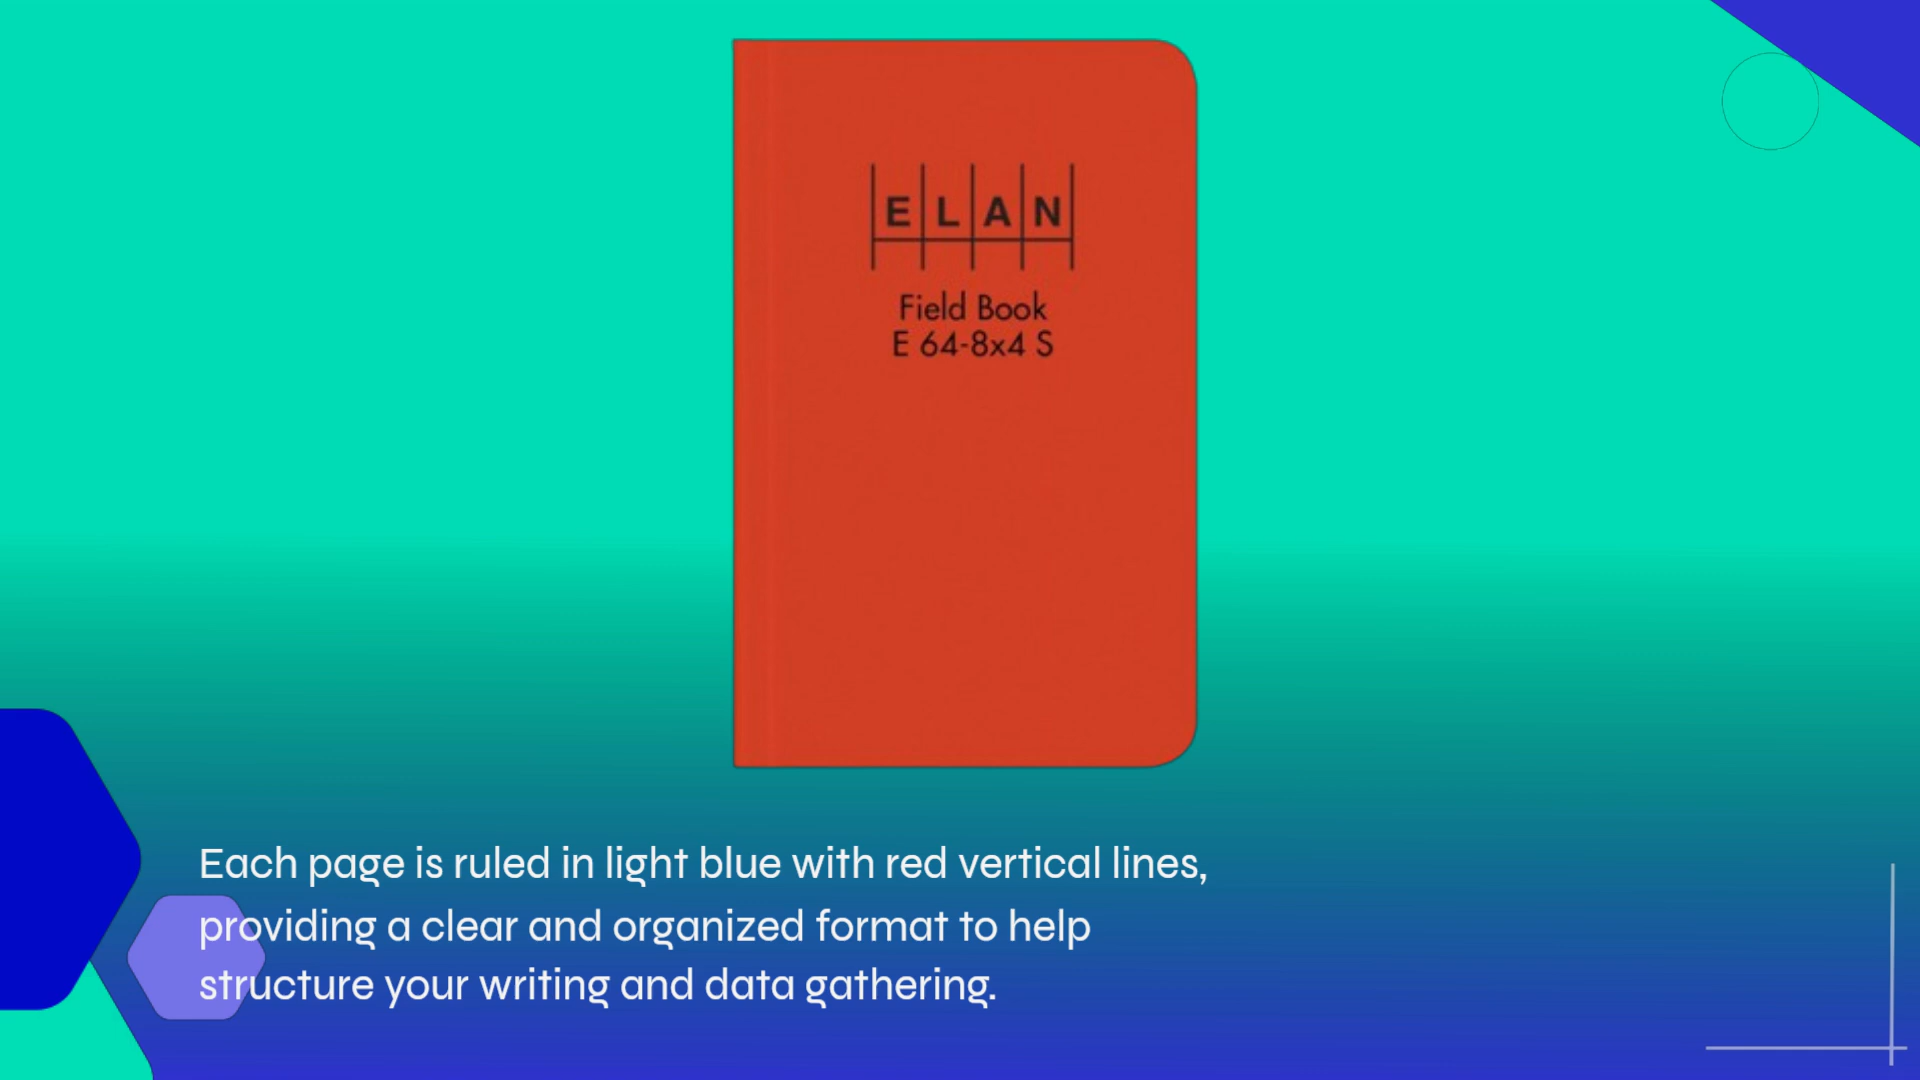 ELAN
Field Book
E 64-8x4 S
Each page is ruled in light blue with red vertical lines,
providing a clear and organized format to help
structure your writing and data gathering.